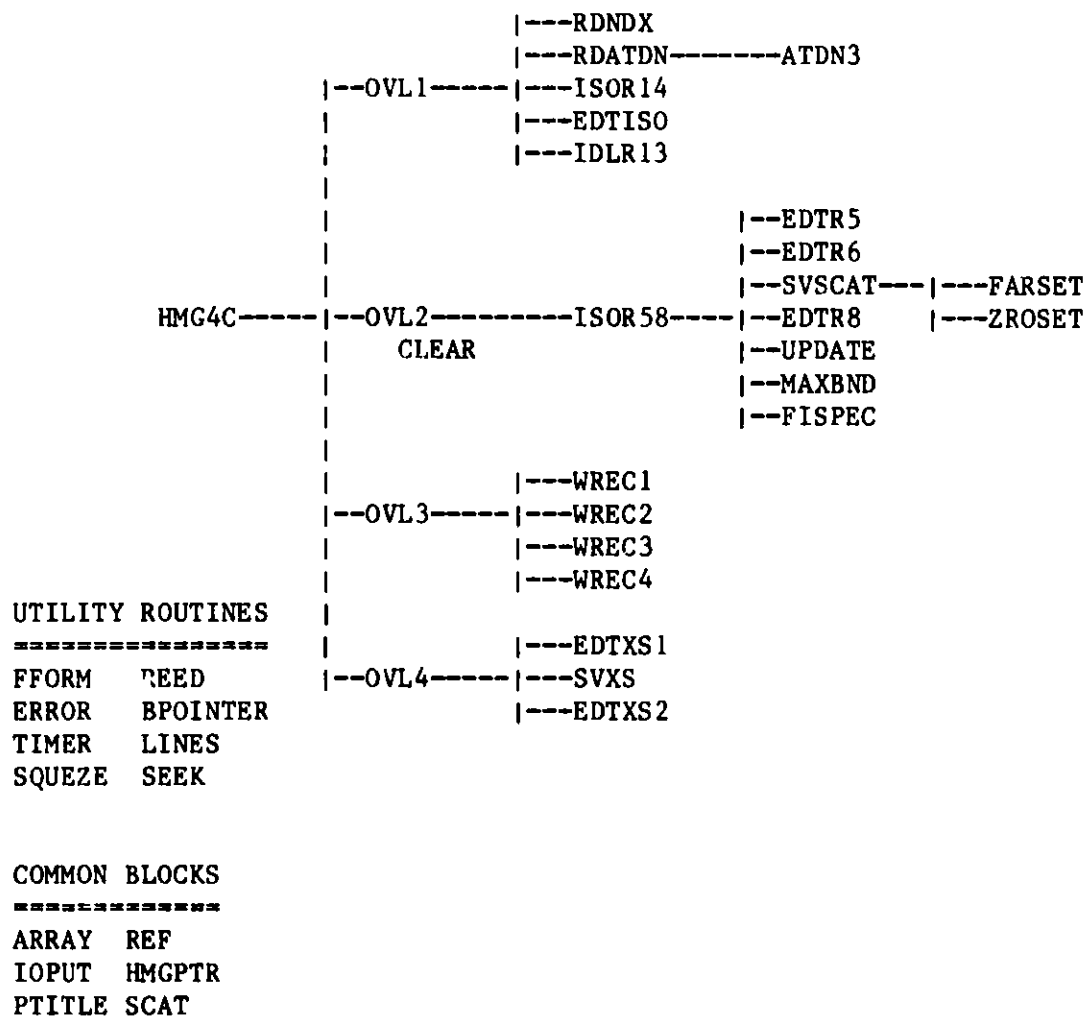 |---RDNDX
|---RDATDN-------ATDN3
|--OVL1-----|---ISOR14
|---EDTISO
|---IDLR13
|--EDTR5
|--EDTR6
|--SVSCAT---|---FARSET
HMG4C-----|--OVL2---------ISOR58----|--EDTR8 |---ZROSET
CLEAR |--UPDATE
|--MAXBND
|--FISPEC
|---WREC1
|--OVL3-----|---WREC2
|---WREC3
|---WREC4
UTILITY ROUTINES
================
|---EDTXS1
FFORM REED |--OVL4-----|---SVXS
ERROR BPOINTER |---EDTXS2
TIMER LINES
SQUEZE SEEK
COMMON BLOCKS
=============
ARRAY REF
IOPUT HMGPTR
PTITLE SCAT